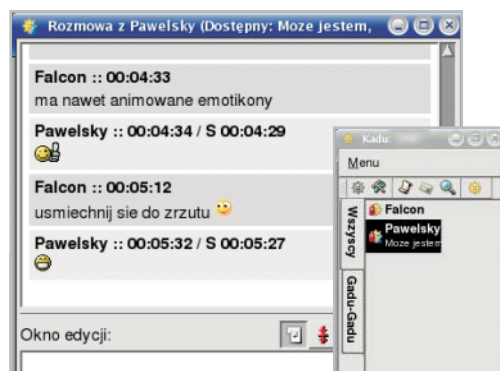 Rozmowa z Pawelsky (Dostępny: Moze jestem,
Falcon :: 00:04:33
ma nawet animowane emotikony
Pawelsky :: 00:04:34 / S 00:04:29
Falcon :: 00:05:12
usmiechnij sie do zrzutu
Pawelsky :: 00:05:32 / S 00:05:27
Okno edycji:
Kadu:
Menu
Wszyscy
Gadu-Gadu
Falcon
Pawelsky
Moze jestem